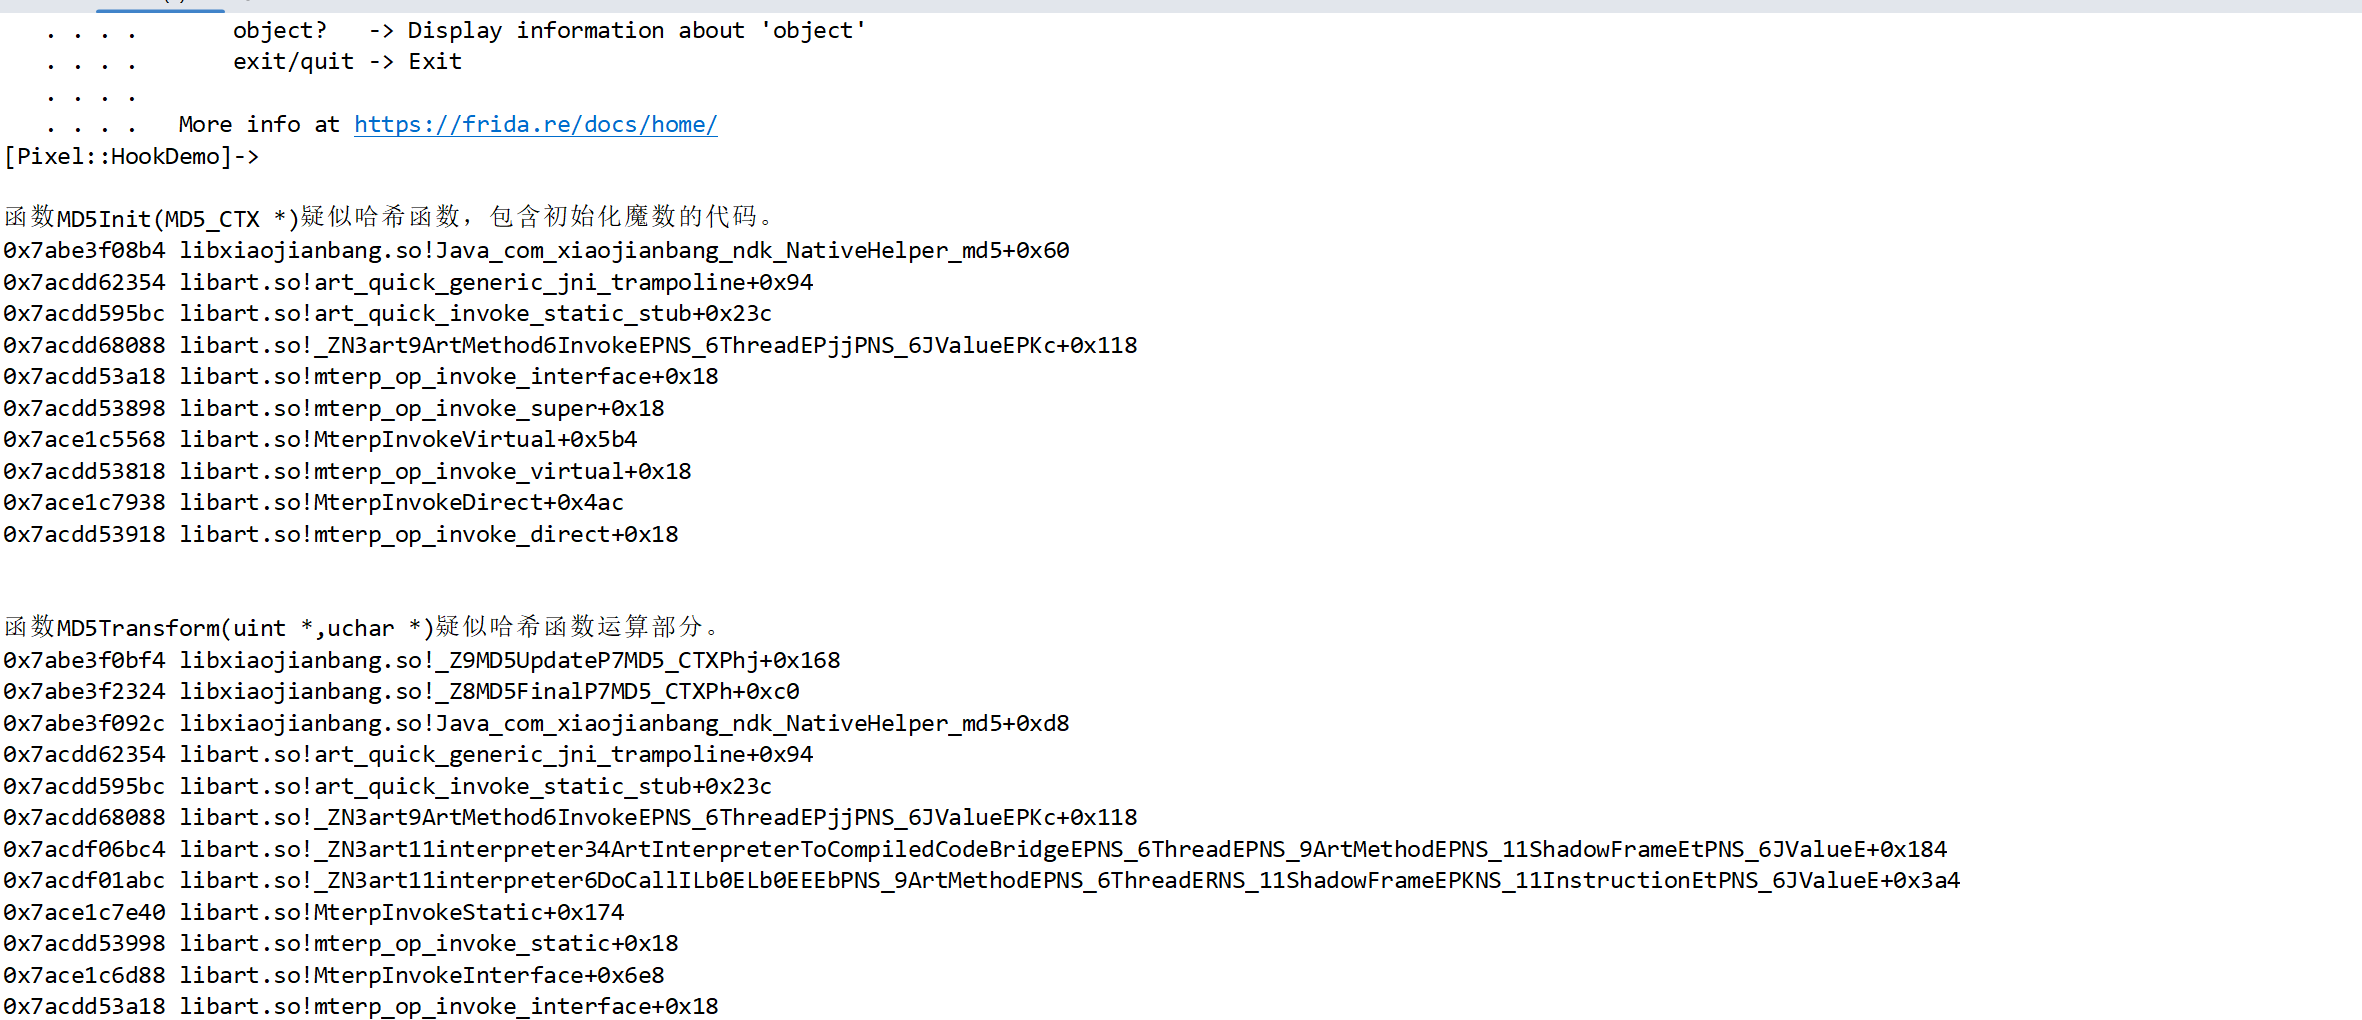 . . . .       object?   -> Display information about 'object'
. . . .       exit/quit -> Exit
. . . .
. . . .   More info at https://frida.re/docs/home/
[Pixel::HookDemo]->
函数MD5Init(MD5_CTX *)疑似哈希函数，包含初始化魔数的代码。
0x7abe3f08b4 libxiaojianbang.so!Java_com_xiaojianbang_ndk_NativeHelper_md5+0x60
0x7acdd62354 libart.so!art_quick_generic_jni_trampoline+0x94
0x7acdd595bc libart.so!art_quick_invoke_static_stub+0x23c
0x7acdd68088 libart.so!_ZN3art9ArtMethod6InvokeEPNS_6ThreadEPjjPNS_6JValueEPKc+0x118
0x7acdd53a18 libart.so!mterp_op_invoke_interface+0x18
0x7acdd53898 libart.so!mterp_op_invoke_super+0x18
0x7ace1c5568 libart.so!MterpInvokeVirtual+0x5b4
0x7acdd53818 libart.so!mterp_op_invoke_virtual+0x18
0x7ace1c7938 libart.so!MterpInvokeDirect+0x4ac
0x7acdd53918 libart.so!mterp_op_invoke_direct+0x18
函数MD5Transform(uint *,uchar *)疑似哈希函数运算部分。
0x7abe3f0bf4 libxiaojianbang.so!_Z9MD5UpdateP7MD5_CTXPhj+0x168
0x7abe3f2324 libxiaojianbang.so!_Z8MD5FinalP7MD5_CTXPh+0xc0
0x7abe3f092c libxiaojianbang.so!Java_com_xiaojianbang_ndk_NativeHelper_md5+0xd8
0x7acdd62354 libart.so!art_quick_generic_jni_trampoline+0x94
0x7acdd595bc libart.so!art_quick_invoke_static_stub+0x23c
0x7acdd68088 libart.so!_ZN3art9ArtMethod6InvokeEPNS_6ThreadEPjjPNS_6JValueEPKc+0x118
0x7acdf06bc4 libart.so!_ZN3art11interpreter34ArtInterpreterToCompiledCodeBridgeEPNS_6ThreadEPNS_9ArtMethodEPNS_11ShadowFrameEtPNS_6JValueE+0x184
0x7acdf01abc libart.so!_ZN3art11interpreter6DoCallILb0ELb0EEEbPNS_9ArtMethodEPNS_6ThreadERNS_11ShadowFrameEPKNS_11InstructionEtPNS_6JValueE+0x3a4
0x7ace1c7e40 libart.so!MterpInvokeStatic+0x174
0x7acdd53998 libart.so!mterp_op_invoke_static+0x18
0x7ace1c6d88 libart.so!MterpInvokeInterface+0x6e8
0x7acdd53a18 libart.so!mterp_op_invoke_interface+0x18